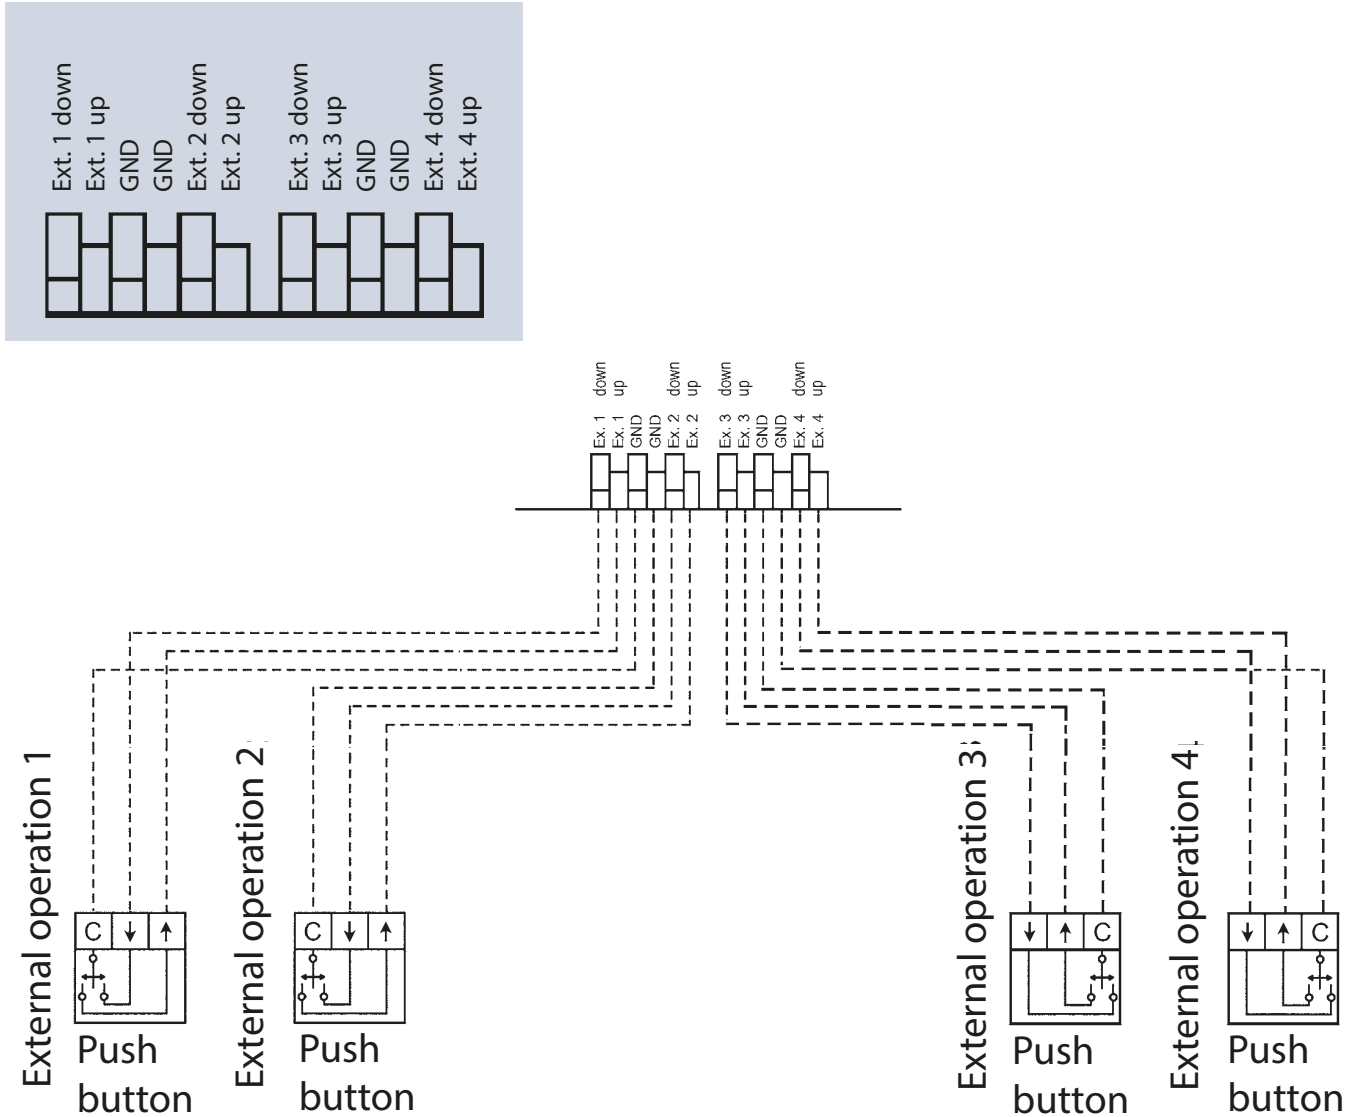 Ext. 1 down
Ext. 1 up
GND
GND
Ext. 2 down
Ext. 2 up
Ext. 3 down
Ext. 3 up
GND
GND
Ext. 4 down
Ext. 4 up
Ex. 1 down
Ex. 1 up
GND
GND
Ex. 2 down
Ex. 2 up
Ex. 3 down
Ex. 3 up
GND
GND
Ex. 4 down
Ex. 4 up
External operation 1
C ↓ ↑
Push
button
External operation 2
C ↓ ↑
Push
button
External operation 3
↓ ↑ C
Push
button
External operation 4
↓ ↑ C
Push
button